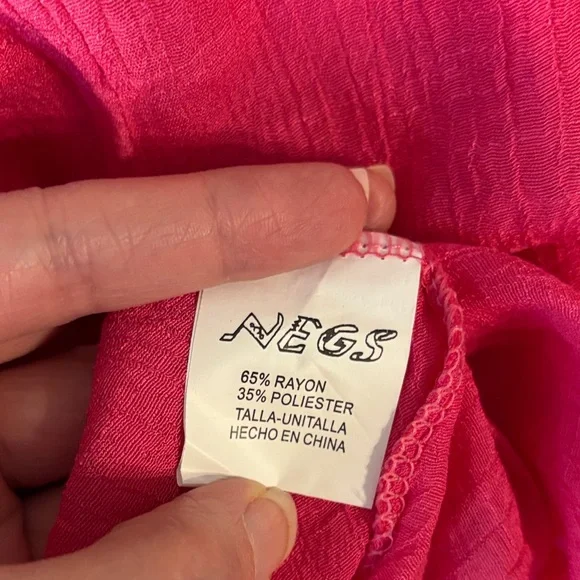 NEGS
65% RAYON
35% POLIESTER
TALLA-UNITALLA
HECHO EN CHINA